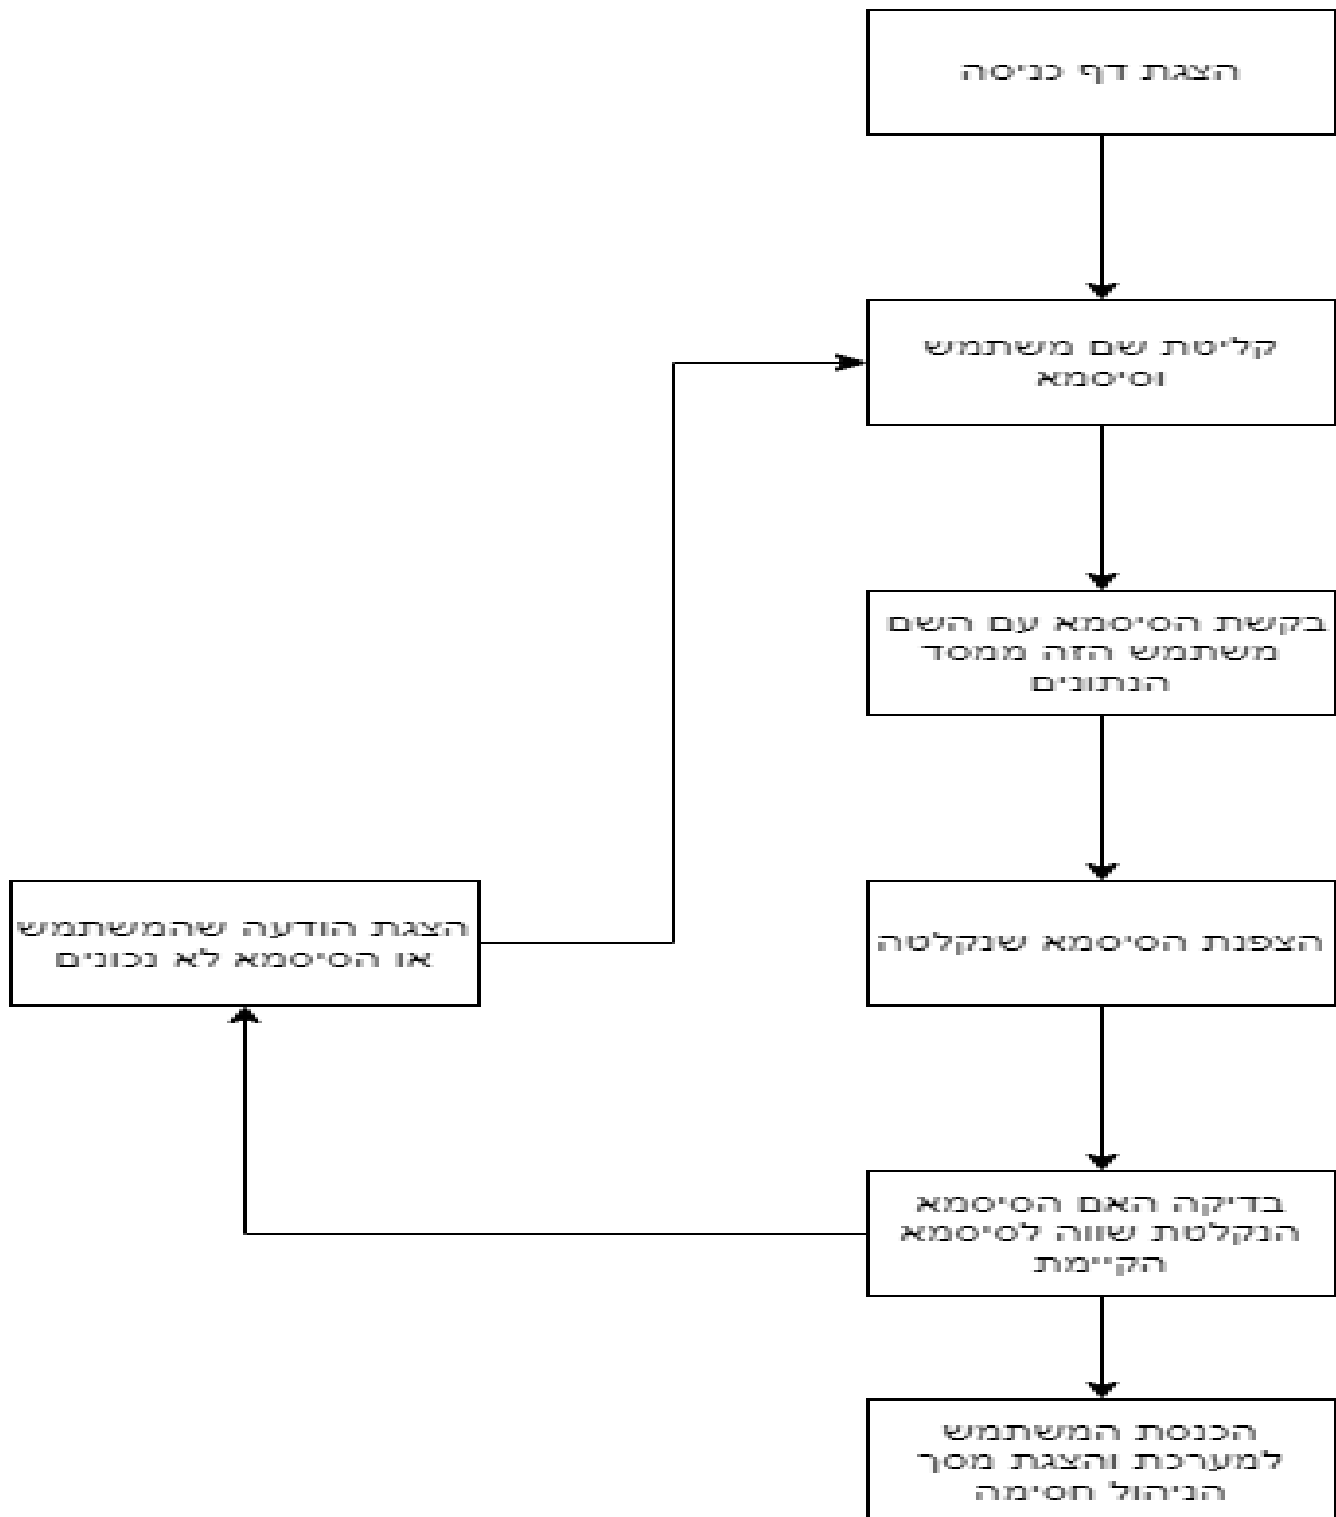 הצגת דף כניסה
קליטת שם משתמש
וסיסמא
בקשת הסיסמא עם השם
משתמש הזה ממסד
הנתונים
הצפנת הסיסמא שנקלטה
הצגת הודעה שהמשתמש
או הסיסמא לא נכונים
בדיקה האם הסיסמא
הנקלטת שווה לסיסמא
הקיימת
הכנסת המשתמש
למערכת והצגת מסך
הניהול חסימה